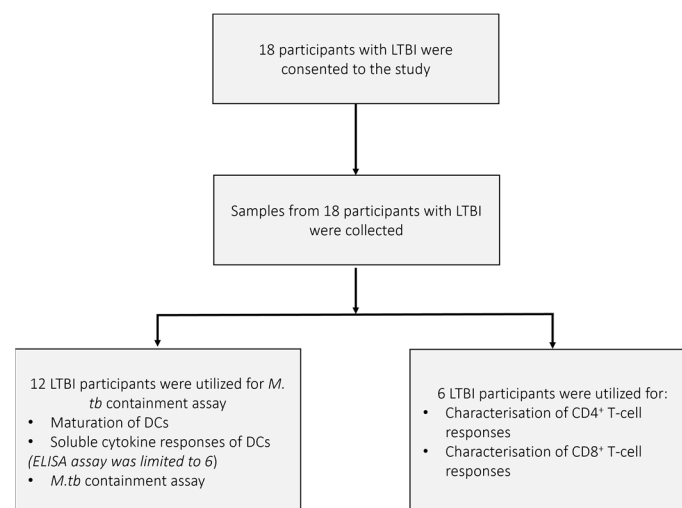 18 participants with LTBI were
consented to the study
Samples from 18 participants with LTBI
were collected
12 LTBI participants were utilized for M.
tb containment assay
• Maturation of DCs
• Soluble cytokine responses of DCs
(ELISA assay was limited to 6)
• M.tb containment assay
6 LTBI participants were utilized for:
• Characterisation of CD4⁺ T-cell
responses
• Characterisation of CD8⁺ T-cell
responses